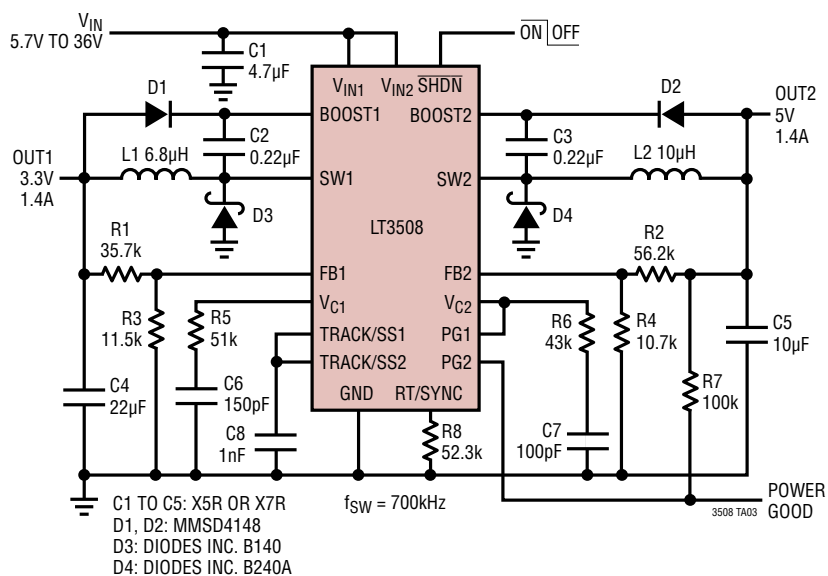 VIN
5.7V TO 36V
C1
4.7µF
ON OFF
VIN1
VIN2
SHDN
D1
D2
BOOST1
BOOST2
OUT2
5V
1.4A
C2
0.22µF
C3
0.22µF
OUT1
3.3V
1.4A
L1 6.8µH
L2 10µH
SW1
SW2
D3
D4
LT3508
R1
35.7k
R2
56.2k
FB1
FB2
VC1
VC2
R3
11.5k
R5
51k
TRACK/SS1
TRACK/SS2
PG1
PG2
R6
43k
R4
10.7k
C5
10µF
C4
22µF
C6
150pF
R7
100k
GND
RT/SYNC
C8
1nF
R8
52.3k
C7
100pF
C1 TO C5: X5R OR X7R
D1, D2: MMSD4148
D3: DIODES INC. B140
D4: DIODES INC. B240A
fSW = 700kHz
3508 TA03
POWER
GOOD